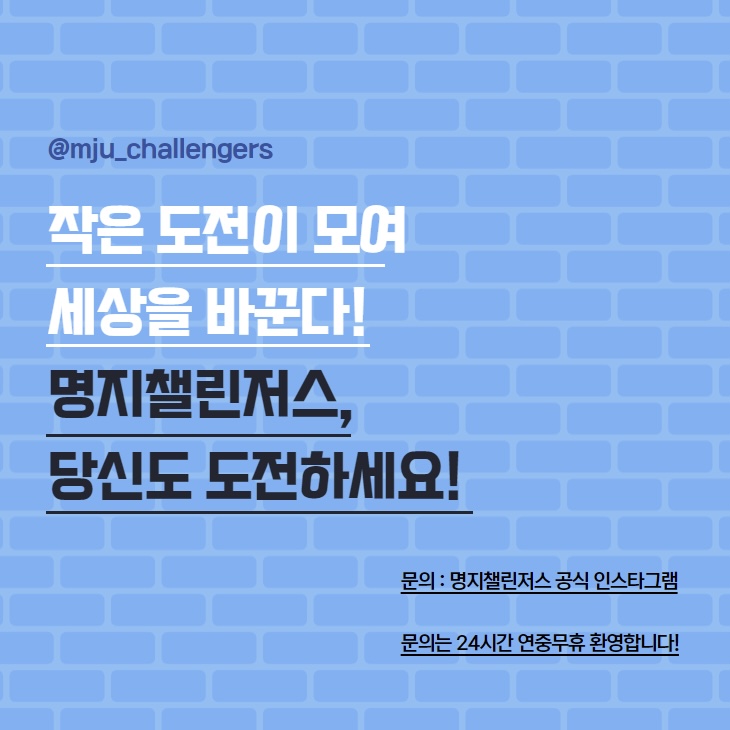 @mju_challengers
작은 도전이 모여
세상을 바꾼다!
명지챌린저스,
당신도 도전하세요!
문의 : 명지챌린저스 공식 인스타그램
문의는 24시간 연중무휴 환영합니다!